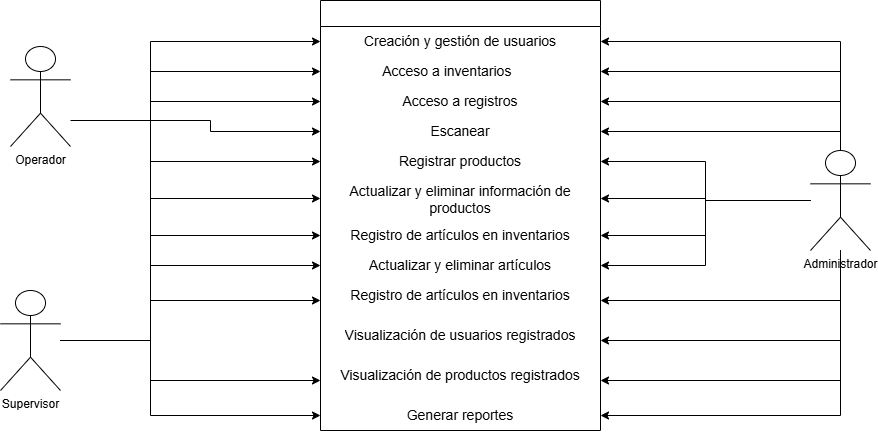 Creación y gestión de usuarios
Acceso a inventarios
Acceso a registros
Escanear
Operador
Registrar productos
Actualizar y eliminar información de
productos
Registro de artículos en inventarios
Actualizar y eliminar artículos
Administrador
Registro de artículos en inventarios
Visualización de usuarios registrados
Visualización de productos registrados
Supervisor
Generar reportes